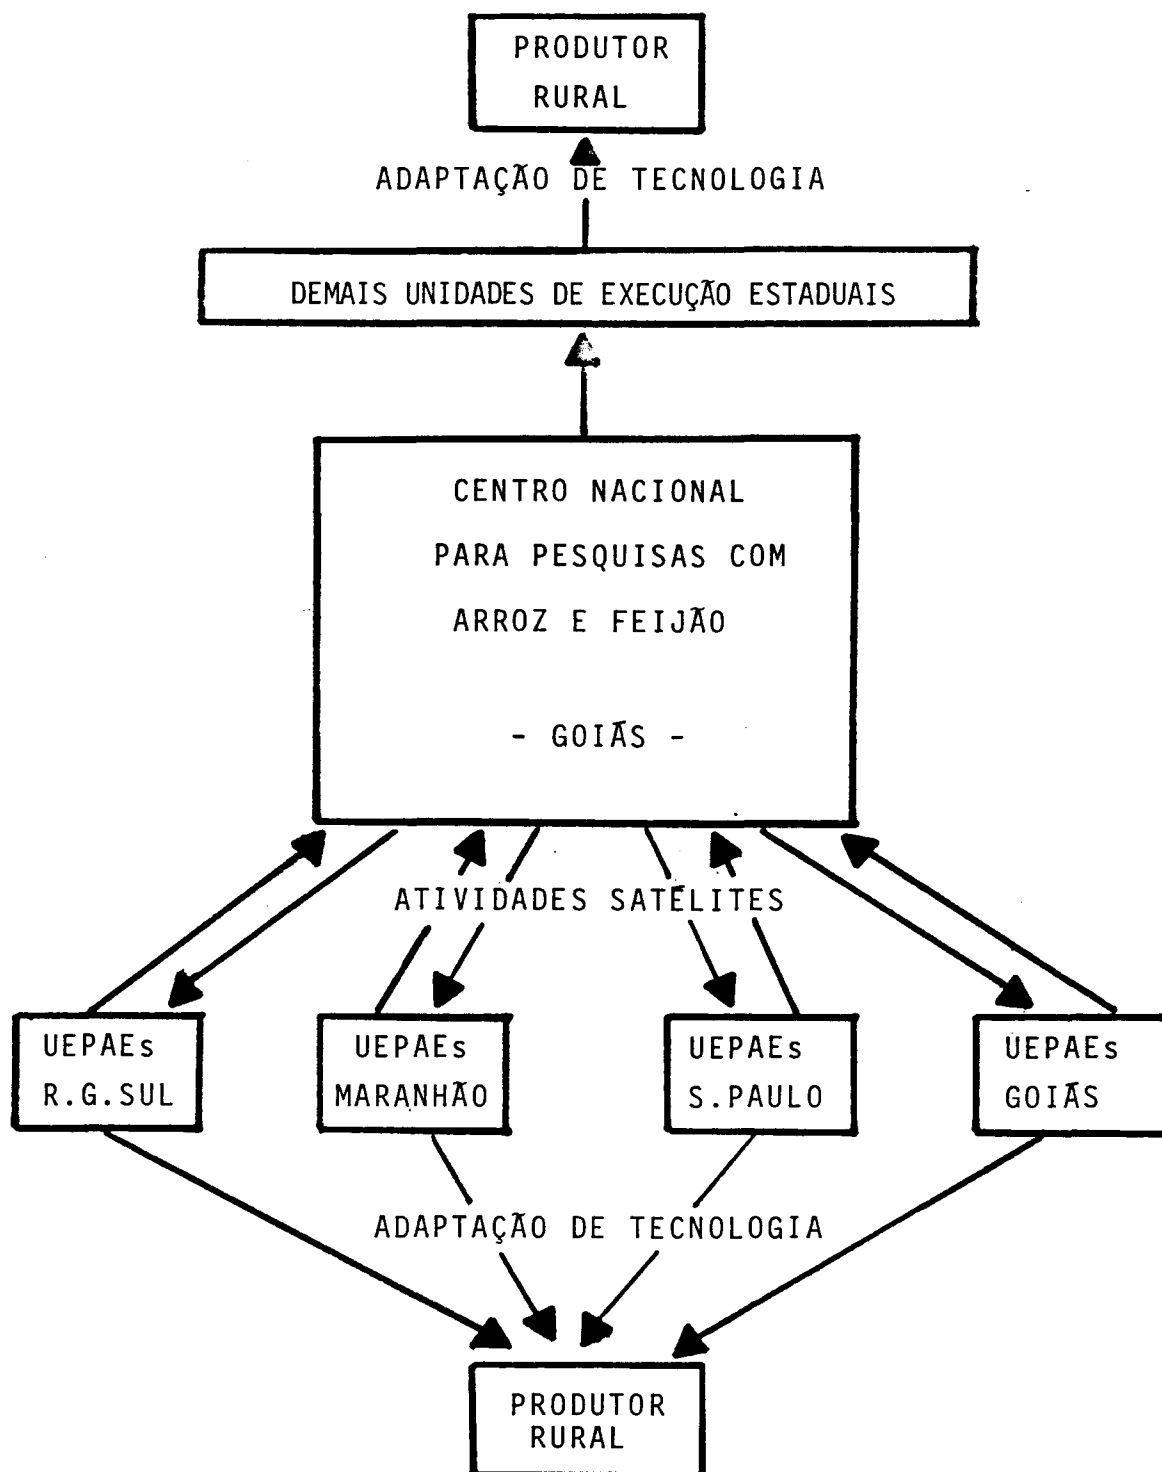 PRODUTOR
RURAL
ADAPTAÇÃO DE TECNOLOGIA
DEMAIS UNIDADES DE EXECUÇÃO ESTADUAIS
CENTRO NACIONAL
PARA PESQUISAS COM
ARROZ E FEIJÃO
- GOIÁS -
ATIVIDADES SATÉLITES
UEPAEs
R.G.SUL
UEPAEs
MARANHÃO
UEPAEs
S.PAULO
UEPAEs
GOIÁS
ADAPTAÇÃO DE TECNOLOGIA
PRODUTOR
RURAL